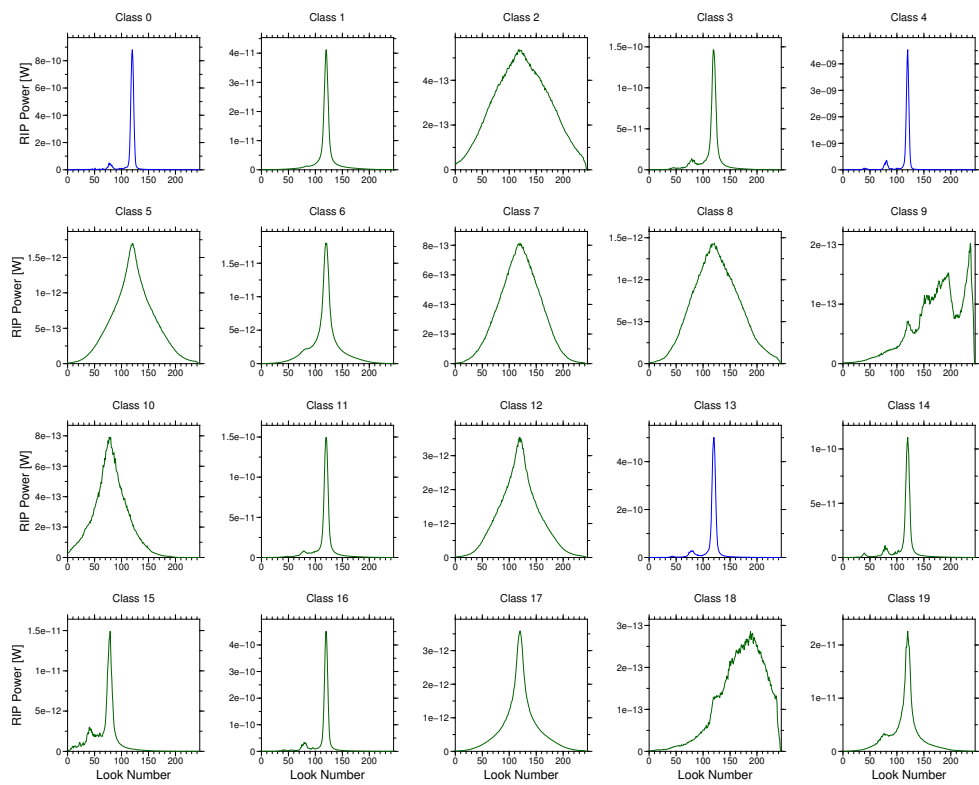 Class 0 Class 1 Class 2 Class 3 Class 4
RIP Power [W]
8e−10
6e−10
4e−10
2e−10
0
4e−11
3e−11
2e−11
1e−11
0
4e−13
2e−13
0
1.5e−10
1e−10
5e−11
0
4e−09
3e−09
2e−09
1e−09
0
0 50 100 150 200 0 50 100 150 200 0 50 100 150 200 0 50 100 150 200 0 50 100 150 200
Class 5 Class 6 Class 7 Class 8 Class 9
RIP Power [W]
1.5e−12
1e−12
5e−13
0
1.5e−11
1e−11
5e−12
0
8e−13
6e−13
4e−13
2e−13
0
1.5e−12
1e−12
5e−13
0
2e−13
1e−13
0
0 50 100 150 200 0 50 100 150 200 0 50 100 150 200 0 50 100 150 200 0 50 100 150 200
Class 10 Class 11 Class 12 Class 13 Class 14
RIP Power [W]
8e−13
6e−13
4e−13
2e−13
0
1.5e−10
1e−10
5e−11
0
3e−12
2e−12
1e−12
0
4e−10
2e−10
0
1e−10
5e−11
0
0 50 100 150 200 0 50 100 150 200 0 50 100 150 200 0 50 100 150 200 0 50 100 150 200
Class 15 Class 16 Class 17 Class 18 Class 19
RIP Power [W]
1.5e−11
1e−11
5e−12
0
4e−10
3e−10
2e−10
1e−10
0
3e−12
2e−12
1e−12
0
3e−13
2e−13
1e−13
0
2e−11
1e−11
0
0 50 100 150 200 0 50 100 150 200 0 50 100 150 200 0 50 100 150 200 0 50 100 150 200
Look Number Look Number Look Number Look Number Look Number